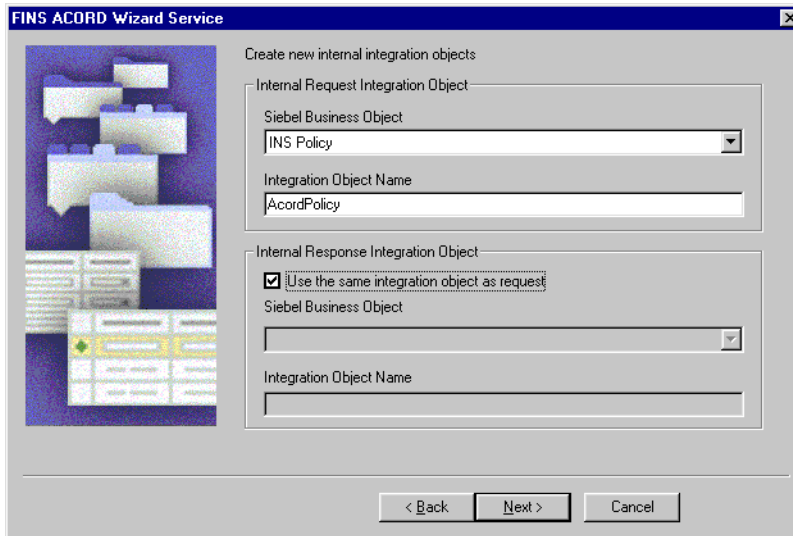 FINS ACORD Wizard Service
Create new internal integration objects
Internal Request Integration Object
Siebel Business Object
INS Policy
Integration Object Name
AcordPolicy
Internal Response Integration Object
Use the same integration object as request
Siebel Business Object
Integration Object Name
< Back Next > Cancel